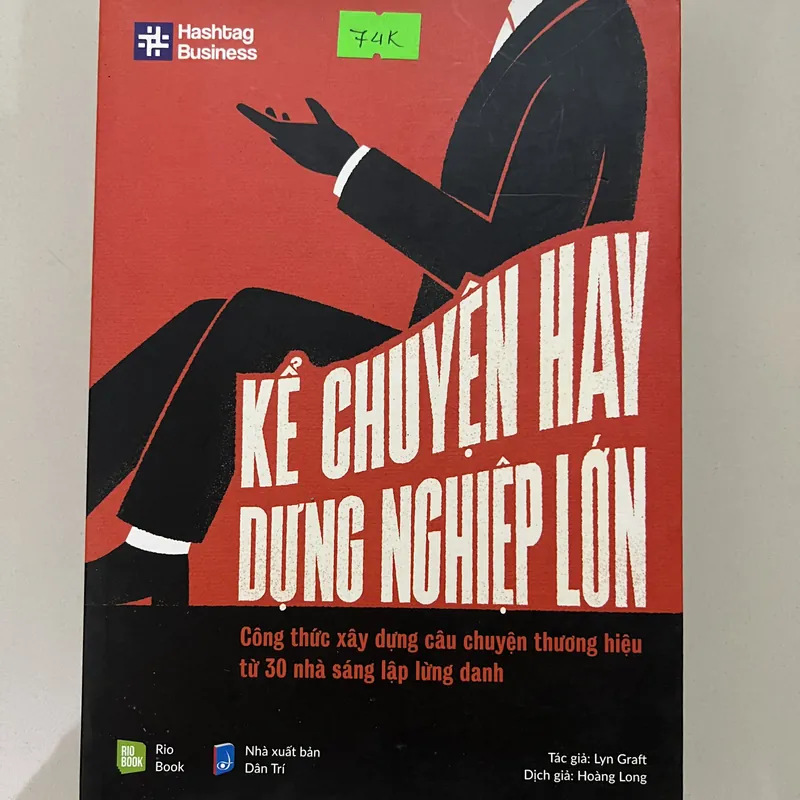 Hashtag
Business
74K
KỂ CHUYỆN HAY
DỰNG NGHIỆP LỚN
Công thức xây dựng câu chuyện thương hiệu
từ 30 nhà sáng lập lừng danh
RIO
BOOK
Rio
Book
Nhà xuất bản
Dân Trí
Tác giả: Lyn Graft
Dịch giả: Hoàng Long